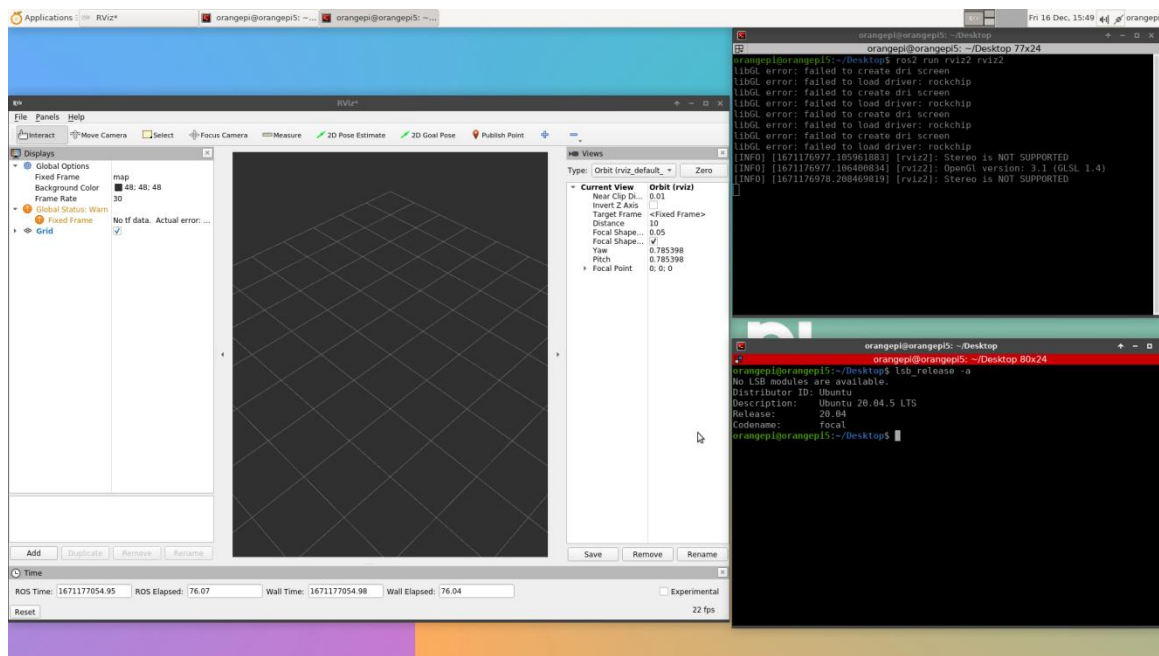 Applications
RViz*
orangepi@orangepi5: ~...
orangepi@orangepi5: ~...
Fri 16 Dec, 15:49
orangepi
RViz*
File Panels Help
Interact Move Camera Select Focus Camera Measure 2D Pose Estimate 2D Goal Pose Publish Point
Displays
Global Options
Fixed Frame map
Background Color 48; 48; 48
Frame Rate 30
Global Status: Warn
Fixed Frame No tf data. Actual error: ...
Grid
Add Duplicate Remove Rename
Views
Type: Orbit (rviz_default_ Zero
Current View Orbit (rviz)
Near Clip Di... 0.01
Invert Z Axis
Target Frame <Fixed Frame>
Distance 10
Focal Shape... 0.05
Focal Shape...
Yaw 0.785398
Pitch 0.785398
Focal Point 0; 0; 0
Save Remove Rename
Time
ROS Time: 1671177054.95 ROS Elapsed: 76.07 Wall Time: 1671177054.98 Wall Elapsed: 76.04 Experimental
Reset 22 fps
orangepi@orangepi5: ~/Desktop
orangepi@orangepi5: ~/Desktop 77x24
orangepi@orangepi5:~/Desktop$ ros2 run rviz2 rviz2
libGL error: failed to create dri screen
libGL error: failed to load driver: rockchip
libGL error: failed to create dri screen
libGL error: failed to load driver: rockchip
libGL error: failed to create dri screen
libGL error: failed to load driver: rockchip
libGL error: failed to create dri screen
libGL error: failed to load driver: rockchip
[INFO] [1671176977.105961883] [rviz2]: Stereo is NOT SUPPORTED
[INFO] [1671176977.106400834] [rviz2]: OpenGl version: 3.1 (GLSL 1.4)
[INFO] [1671176978.208469819] [rviz2]: Stereo is NOT SUPPORTED
orangepi@orangepi5: ~/Desktop
orangepi@orangepi5: ~/Desktop 80x24
orangepi@orangepi5:~/Desktop$ lsb_release -a
No LSB modules are available.
Distributor ID: Ubuntu
Description: Ubuntu 20.04.5 LTS
Release: 20.04
Codename: focal
orangepi@orangepi5:~/Desktop$